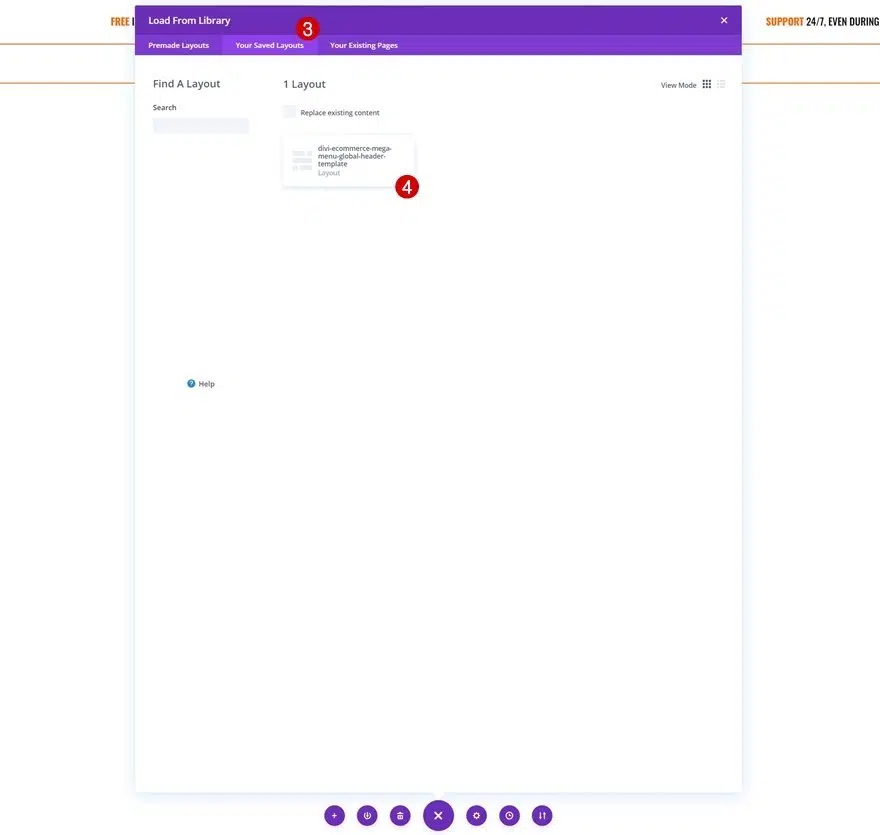 FREE
Load From Library
SUPPORT 24/7, EVEN DURING
3
Premade Layouts
Your Saved Layouts
Your Existing Pages
Find A Layout
1 Layout
View Mode
Search
Replace existing content
divi-ecommerce-mega-
menu-global-header-
template
Layout
4
? Help